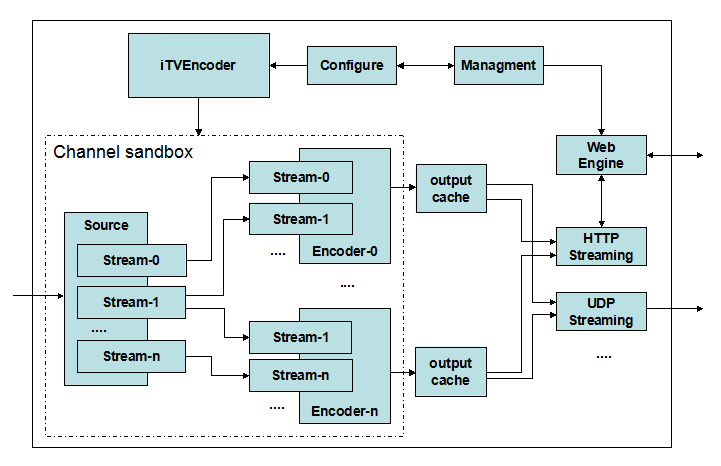 iTVEncoder
Configure
Managment
Channel sandbox
Web
Engine
Source
Stream-0
Stream-1
....
Stream-n
Stream-0
Stream-1
....
Encoder-0
....
Stream-1
Stream-n
....
Encoder-n
output
cache
output
cache
HTTP
Streaming
UDP
Streaming
....